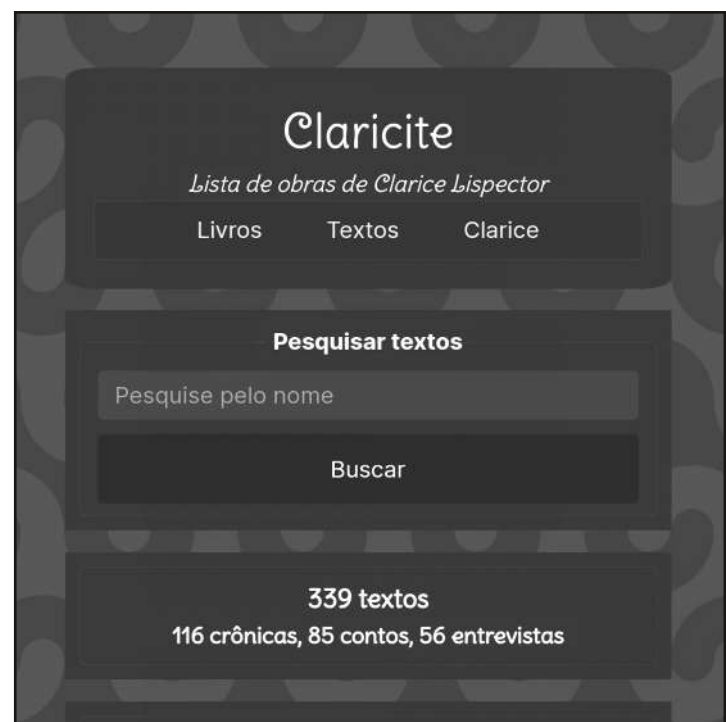 Claricite
Lista de obras de Clarice Lispector
Livros Textos Clarice
Pesquisar textos
Pesquise pelo nome
Buscar
339 textos
116 crônicas, 85 contos, 56 entrevistas